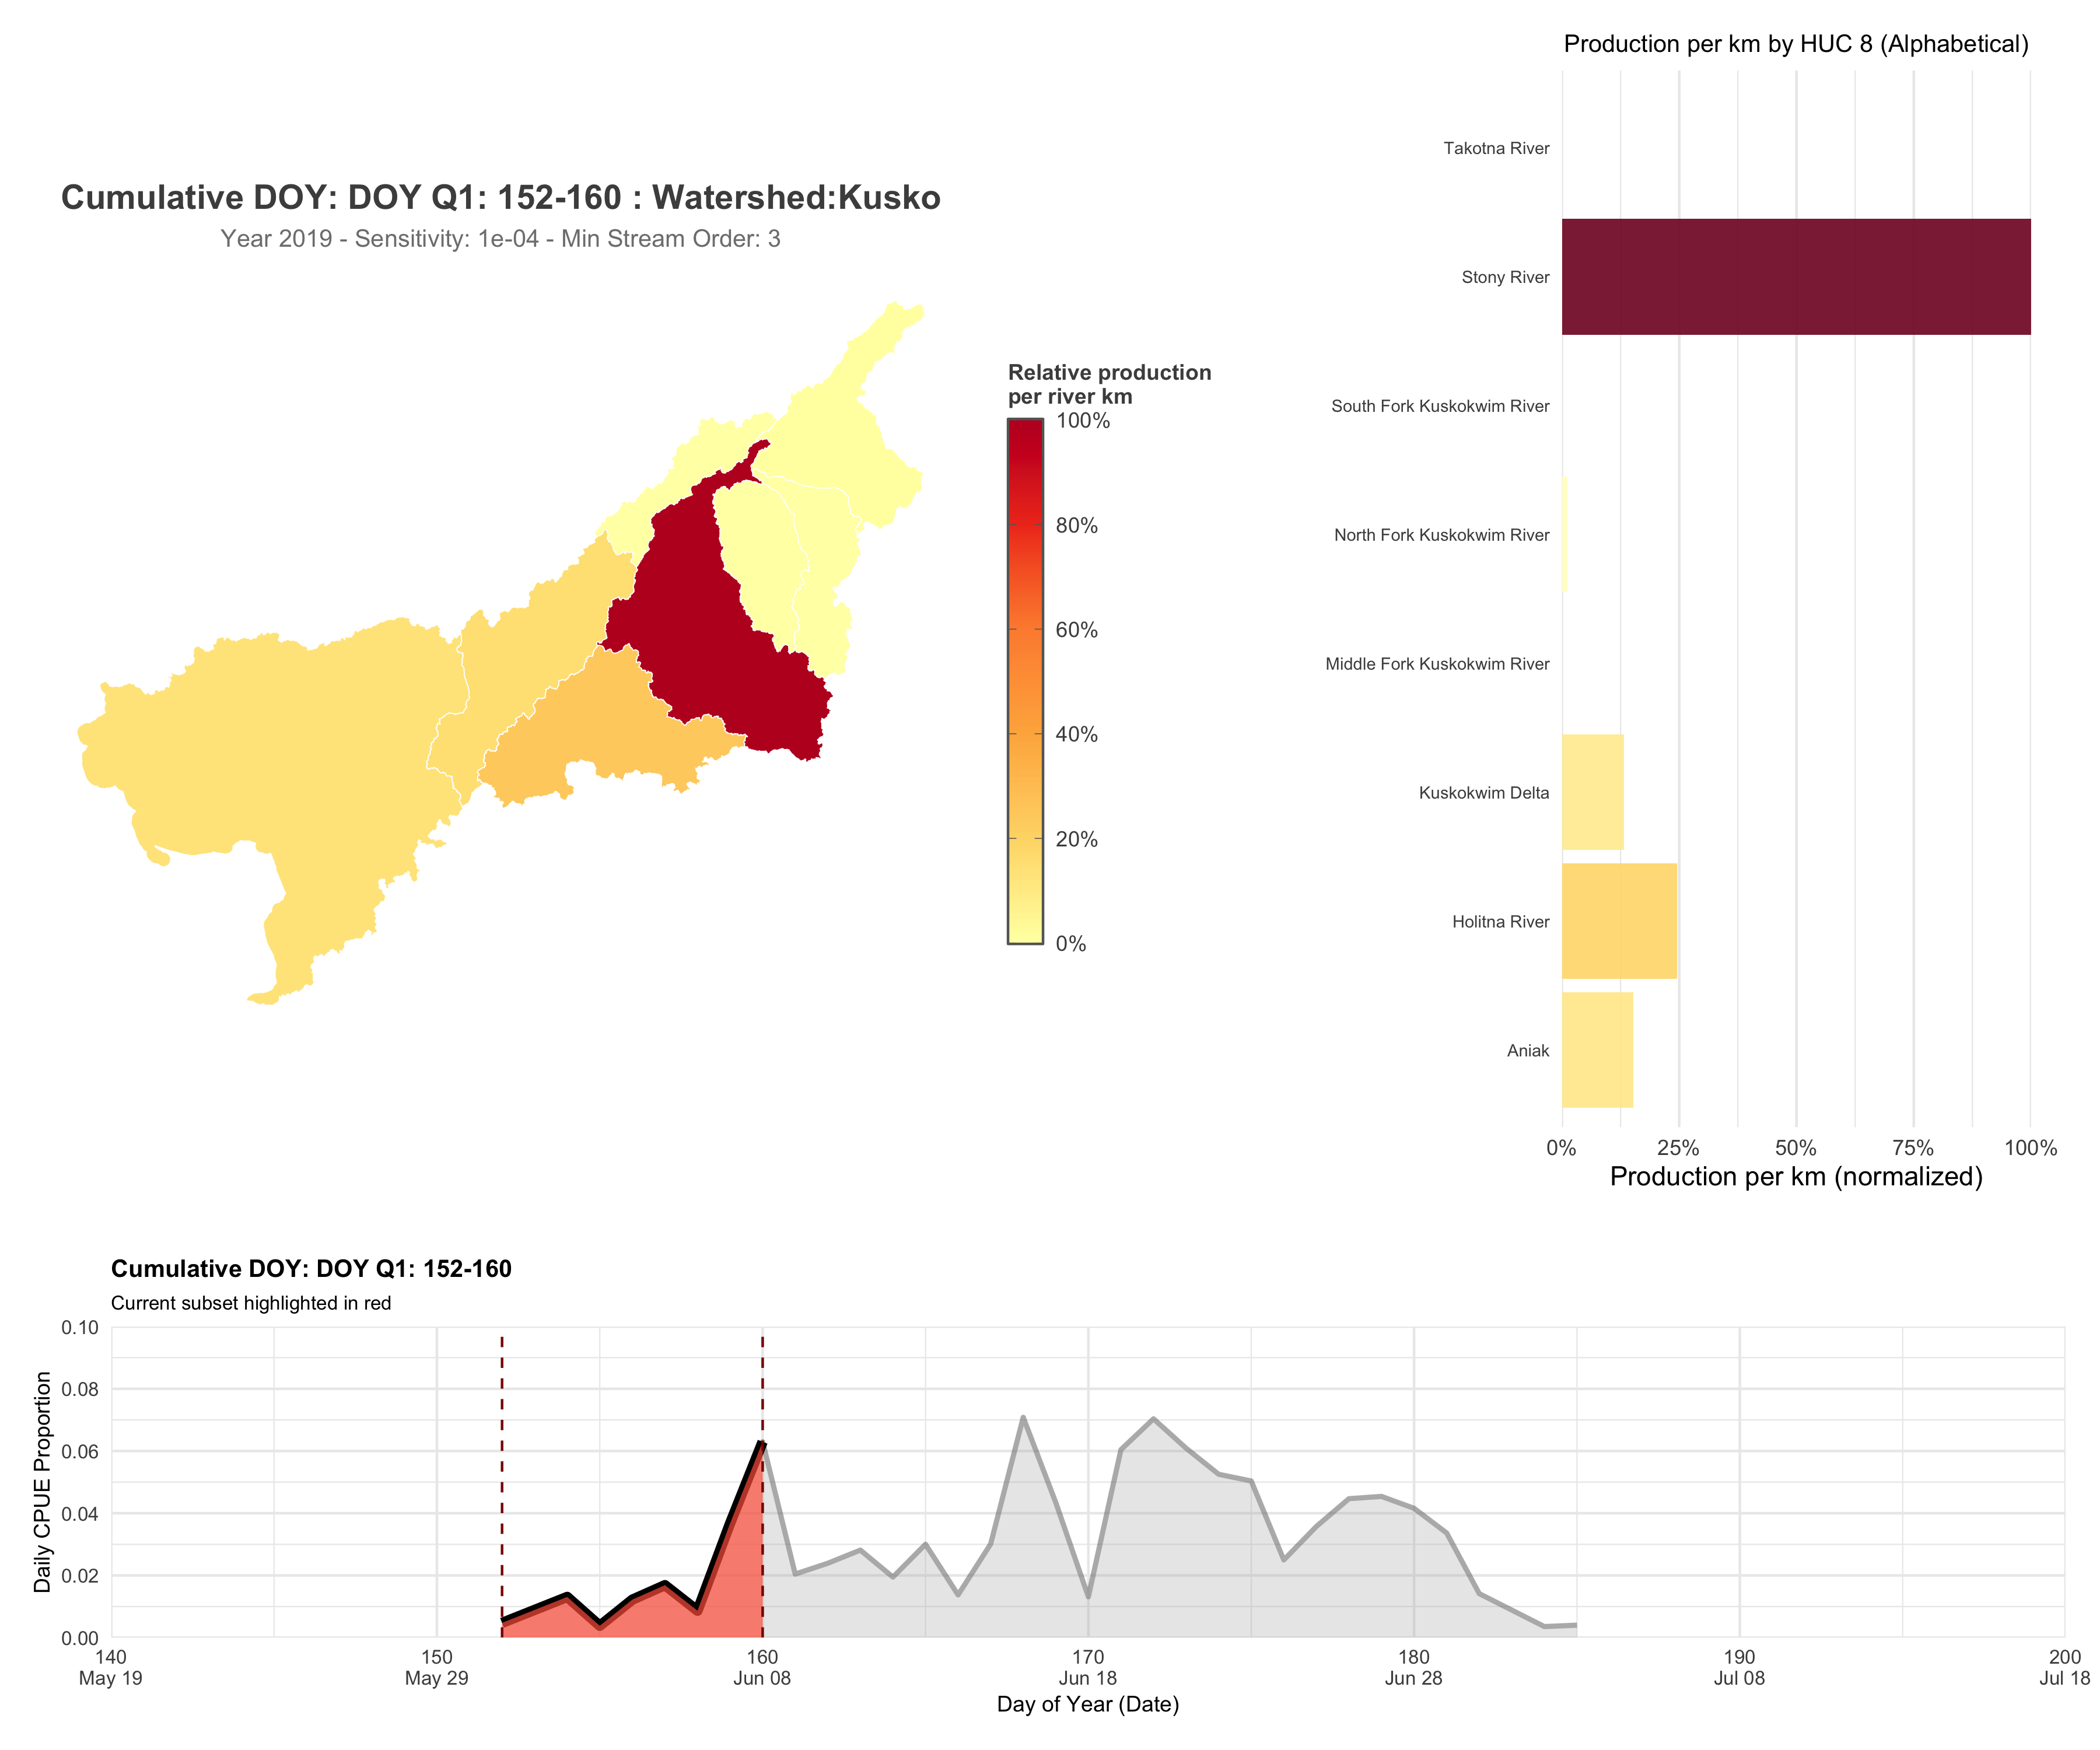 Production per km by HUC 8 (Alphabetical)
Takotna River
Stony River
South Fork Kuskokwim River
North Fork Kuskokwim River
Middle Fork Kuskokwim River
Kuskokwim Delta
Holitna River
Aniak
0% 25% 50% 75% 100%
Production per km (normalized)
Cumulative DOY: DOY Q1: 152-160 : Watershed:Kusko
Year 2019 - Sensitivity: 1e-04 - Min Stream Order: 3
Relative production
per river km
100%
80%
60%
40%
20%
0%
Cumulative DOY: DOY Q1: 152-160
Current subset highlighted in red
Daily CPUE Proportion
0.10
0.08
0.06
0.04
0.02
0.00
140 150 160 170 180 190 200
May 19 May 29 Jun 08 Jun 18 Jun 28 Jul 08 Jul 18
Day of Year (Date)